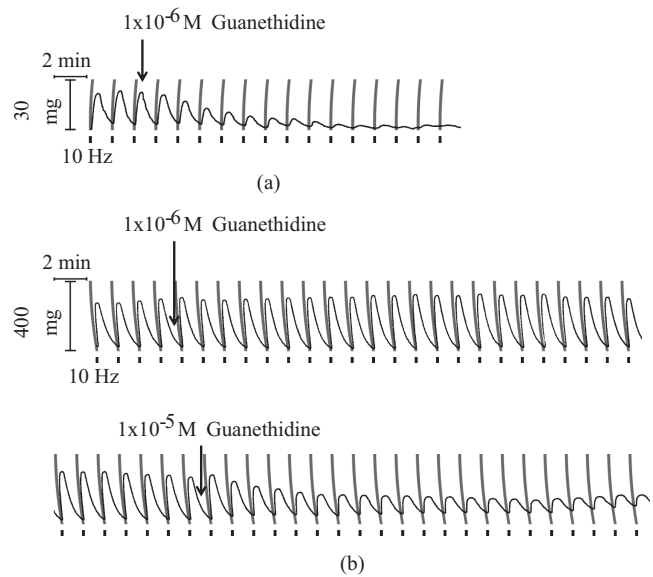 1x10-6 M Guanethidine
2 min
30
mg
10 Hz
(a)
1x10-6 M Guanethidine
2 min
400
mg
10 Hz
1x10-5 M Guanethidine
(b)